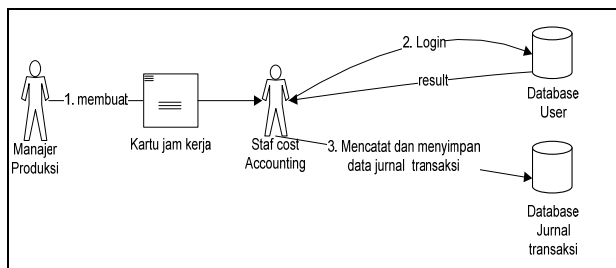 2. Login
result
Database
User
1. membuat
Manajer
Produksi
Kartu jam kerja
Staf cost
Accounting
3. Mencatat dan menyimpan
data jurnal transaksi
Database
Jurnal
transaksi